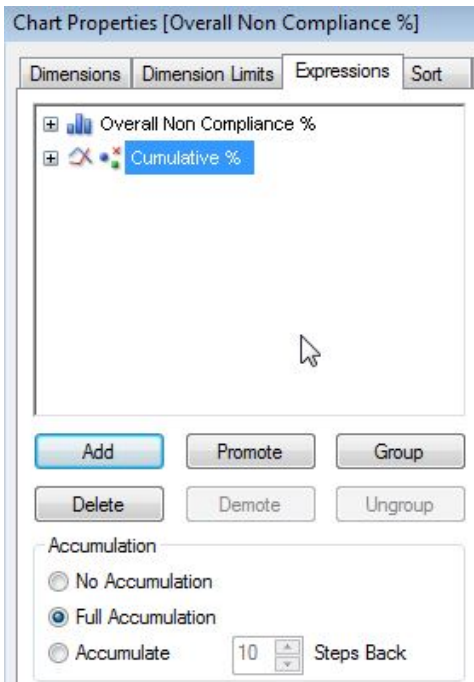 Chart Properties [Overall Non Compliance %]
Dimensions Dimension Limits Expressions Sort
Overall Non Compliance %
Cumulative %
Add Promote Group
Delete Demote Ungroup
Accumulation
No Accumulation
Full Accumulation
Accumulate 10 Steps Back